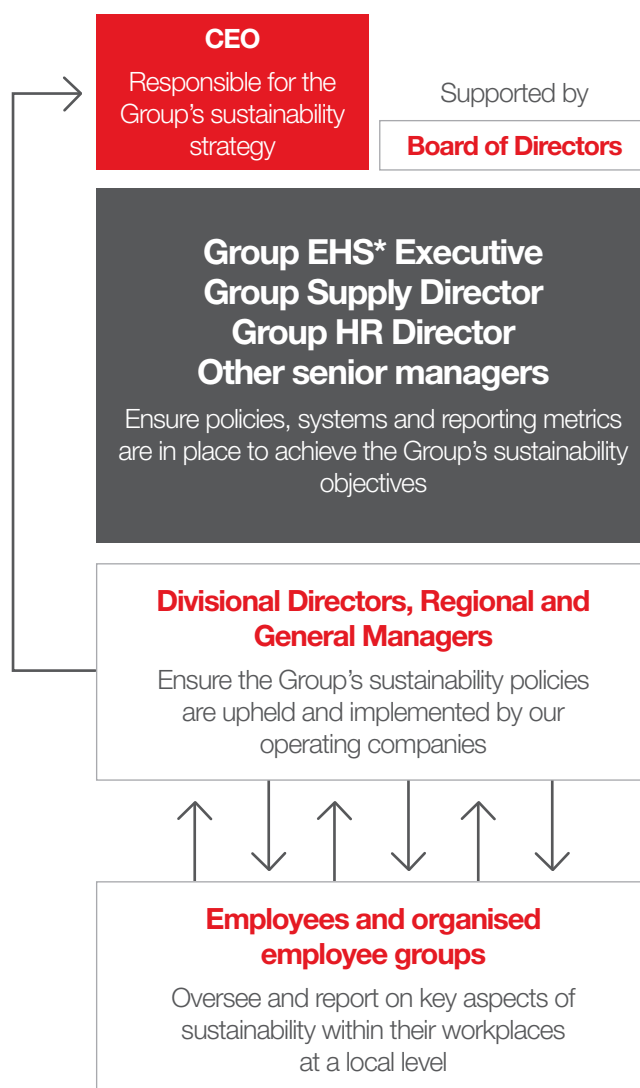 CEO
Responsible for the
Group’s sustainability
strategy
Supported by
Board of Directors
Group EHS* Executive
Group Supply Director
Group HR Director
Other senior managers
Ensure policies, systems and reporting metrics
are in place to achieve the Group’s sustainability
objectives
Divisional Directors, Regional and
General Managers
Ensure the Group’s sustainability policies
are upheld and implemented by our
operating companies
Employees and organised
employee groups
Oversee and report on key aspects of
sustainability within their workplaces
at a local level